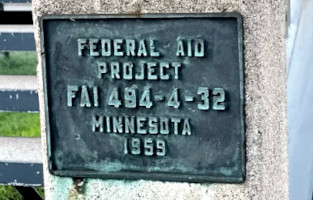 FEDERAL AID
PROJECT
FAI 494-4-32
MINNESOTA
1959